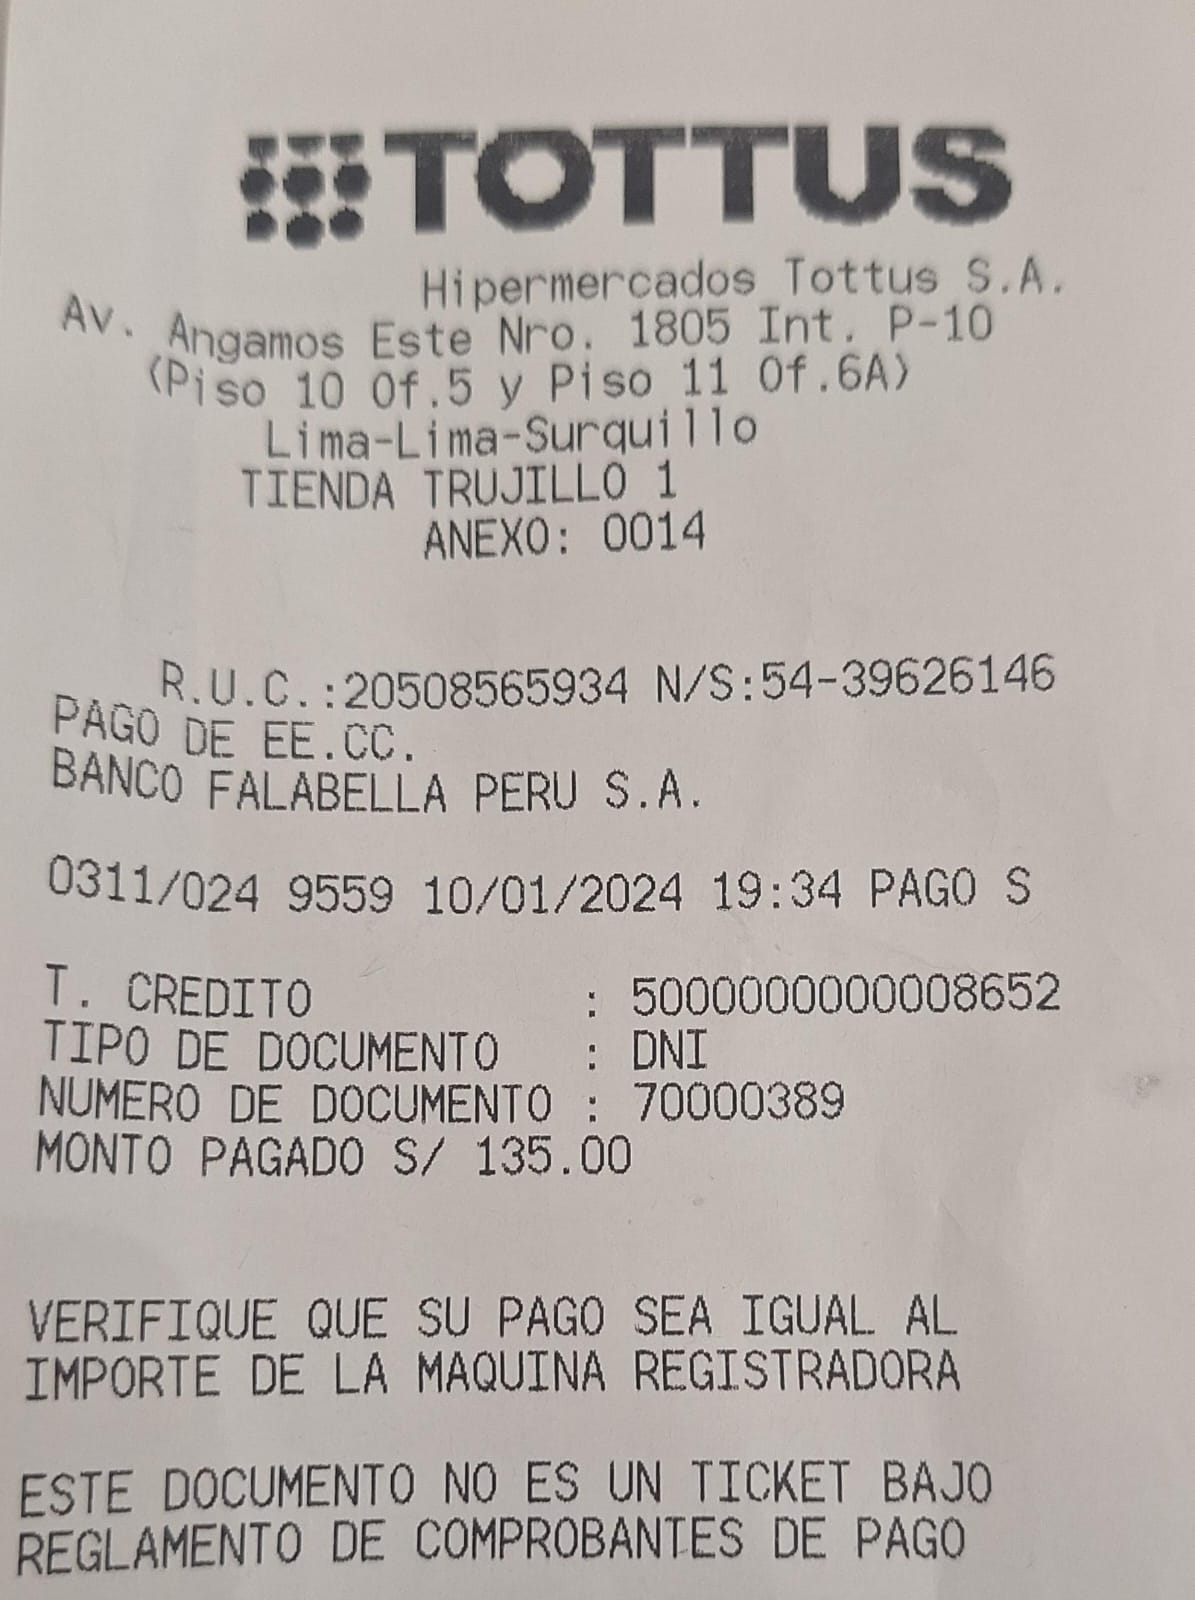 TOTTUS
Hipermercados Tottus S.A.
Av. Angamos Este Nro. 1805 Int. P-10
(Piso 10 Of.5 y Piso 11 Of.6A)
Lima-Lima-Surquillo
TIENDA TRUJILLO 1
ANEXO: 0014
R.U.C.:20508565934 N/S:54-39626146
PAGO DE EE.CC.
BANCO FALABELLA PERU S.A.
0311/024 9559 10/01/2024 19:34 PAGO S
T. CREDITO : 5000000000008652
TIPO DE DOCUMENTO : DNI
NUMERO DE DOCUMENTO : 70000389
MONTO PAGADO S/ 135.00
VERIFIQUE QUE SU PAGO SEA IGUAL AL
IMPORTE DE LA MAQUINA REGISTRADORA
ESTE DOCUMENTO NO ES UN TICKET BAJO
REGLAMENTO DE COMPROBANTES DE PAGO